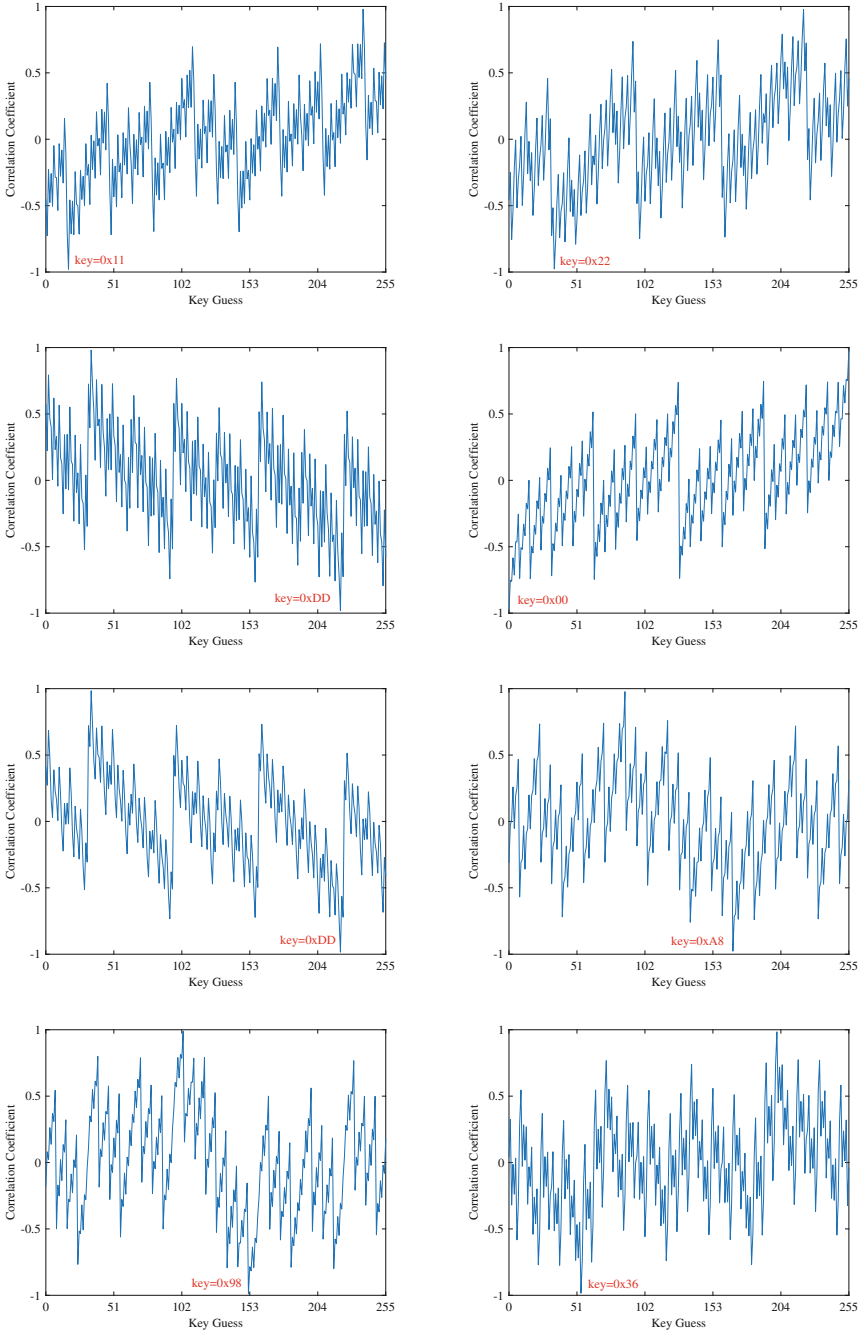 1
0.5
0
-0.5
-1
Correlation Coefficient
key=0x11
0 51 102 153 204 255
Key Guess
1
0.5
0
-0.5
-1
Correlation Coefficient
key=0x22
0 51 102 153 204 255
Key Guess
1
0.5
0
-0.5
-1
Correlation Coefficient
key=0xDD
0 51 102 153 204 255
Key Guess
1
0.5
0
-0.5
-1
Correlation Coefficient
key=0x00
0 51 102 153 204 255
Key Guess
1
0.5
0
-0.5
-1
Correlation Coefficient
key=0xDD
0 51 102 153 204 255
Key Guess
1
0.5
0
-0.5
-1
Correlation Coefficient
key=0xA8
0 51 102 153 204 255
Key Guess
1
0.5
0
-0.5
-1
Correlation Coefficient
key=0x98
0 51 102 153 204 255
Key Guess
1
0.5
0
-0.5
-1
Correlation Coefficient
key=0x36
0 51 102 153 204 255
Key Guess